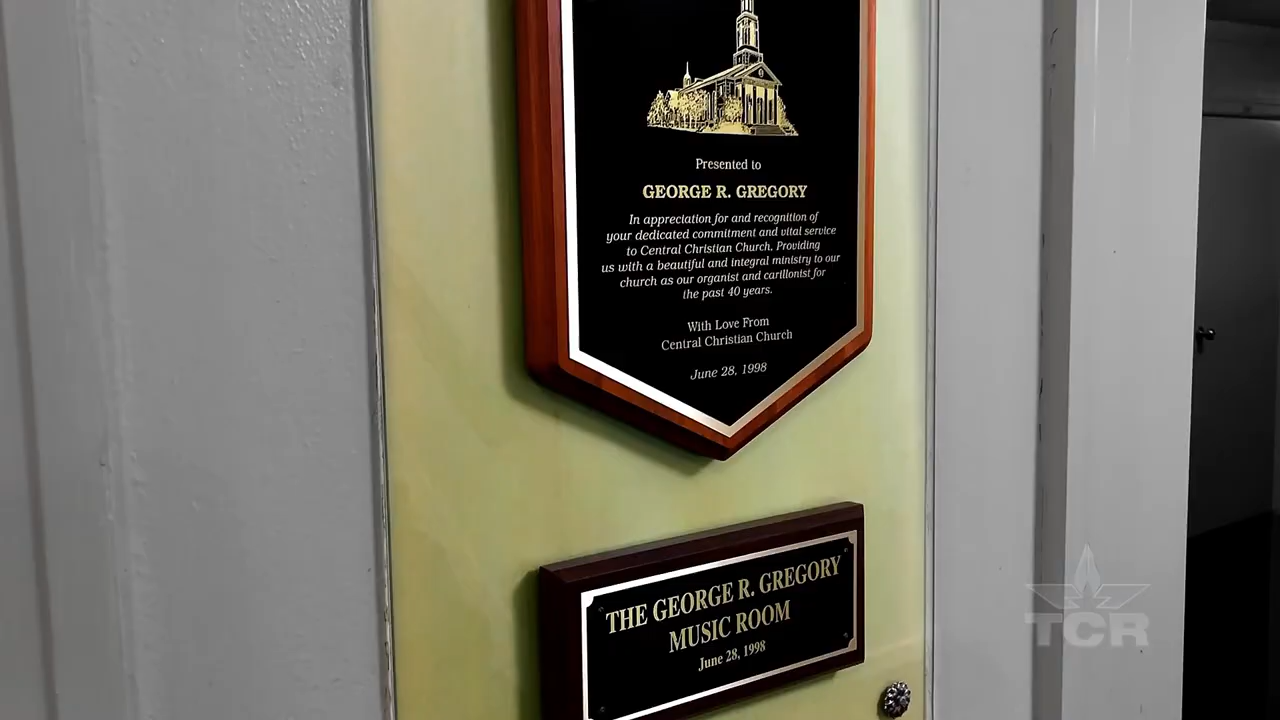 Presented to
GEORGE R. GREGORY
In appreciation for and recognition of
your dedicated commitment and vital service
to Central Christian Church. Providing
us with a beautiful and integral ministry to our
church as our organist and carillonist for
the past 40 years.
With Love From
Central Christian Church
June 28, 1998
THE GEORGE R. GREGORY
MUSIC ROOM
June 28, 1998
TCR